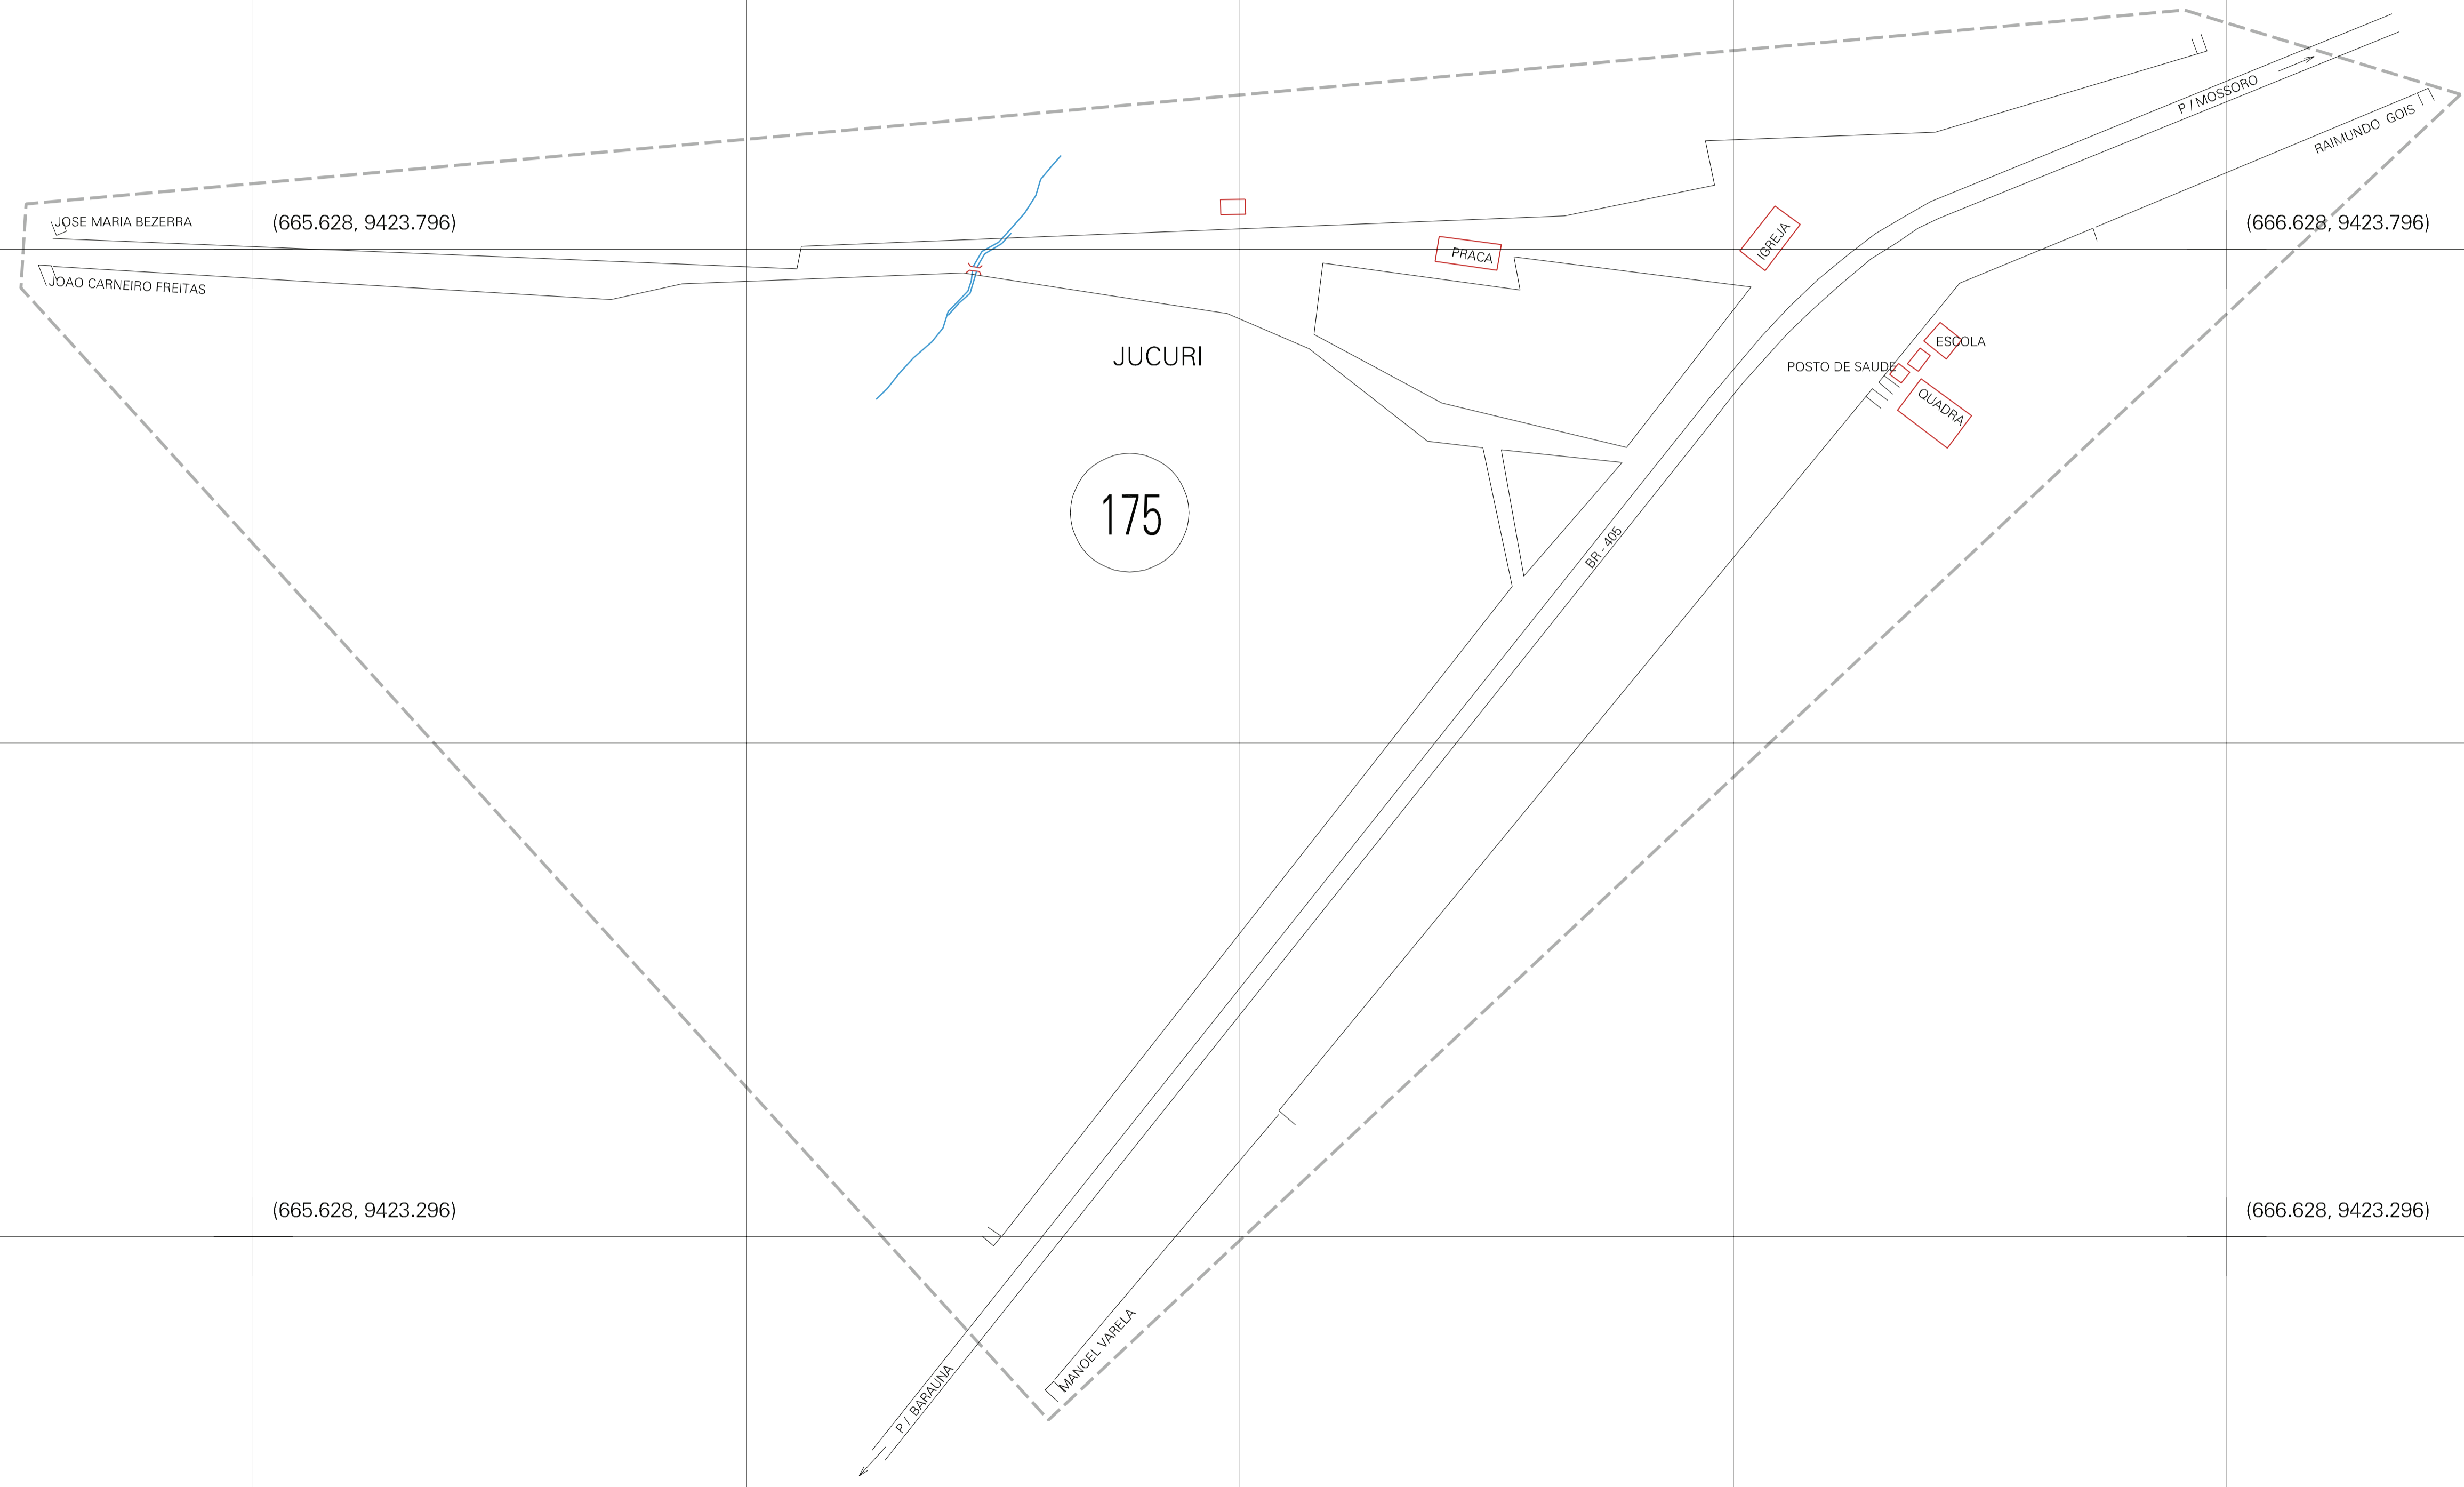 P / MOSSORO
RAIMUNDO GOIS
JOSE MARIA BEZERRA
(665.628, 9423.796)
(666.628, 9423.796)
IGREJA
PRACA
JOAO CARNEIRO FREITAS
JUCURI
ESCOLA
POSTO DE SAUDE
QUADRA
175
BR - 405
(665.628, 9423.296)
(666.628, 9423.296)
MANOEL VARELA
P / BARAUNA